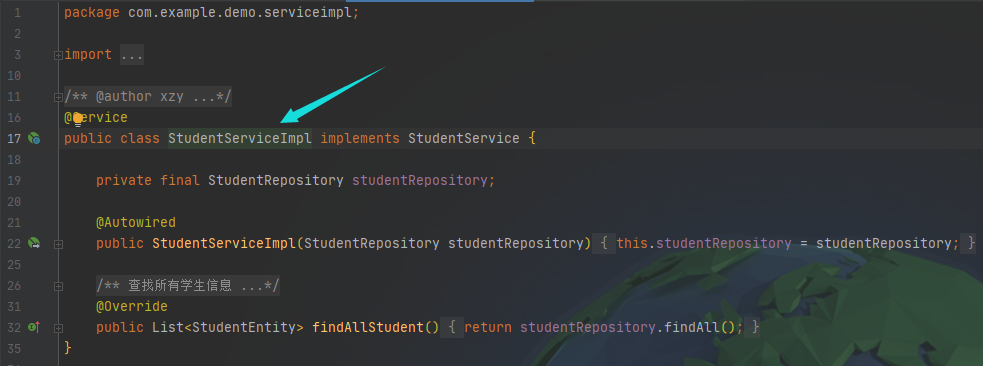 1 package com.example.demo.serviceimpl;
2
3 import ...
10
11 /** @author xzy ...*/
16 @Service
17 public class StudentServiceImpl implements StudentService {
18
19 private final StudentRepository studentRepository;
20
21 @Autowired
22 public StudentServiceImpl(StudentRepository studentRepository) { this.studentRepository = studentRepository; }
25
26 /** 查找所有学生信息 ...*/
31 @Override
32 public List<StudentEntity> findAllStudent() { return studentRepository.findAll(); }
35 }